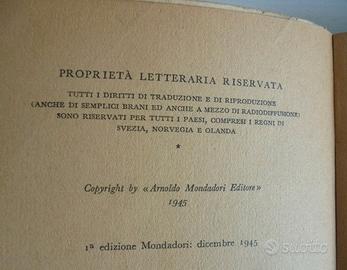 PROPRIETÀ LETTERARIA RISERVATA
TUTTI I DIRITTI DI TRADUZIONE E DI RIPRODUZIONE
(ANCHE DI SEMPLICI BRANI ED ANCHE A MEZZO DI RADIODIFFUSIONE)
SONO RISERVATI PER TUTTI I PAESI, COMPRESI I REGNI DI
SVEZIA, NORVEGIA E OLANDA
*
Copyright by «Arnoldo Mondadori Editore»
1945
1ª edizione Mondadori: dicembre 1945
subito